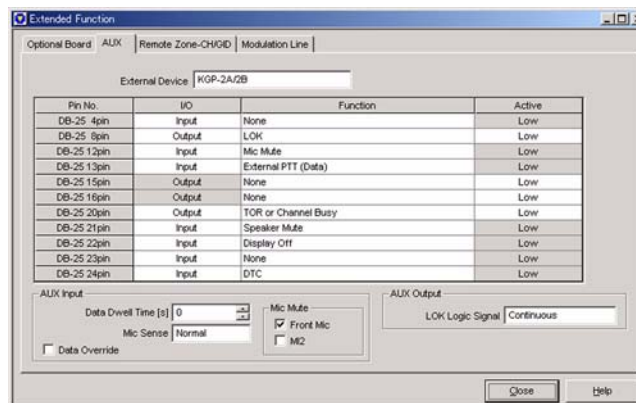 Extended Function
Optional Board AUX Remote Zone-CH/GID Modulation Line
External Device KGP-2A/2B
Pin No. I/O Function Active
DB-25 4pin Input None Low
DB-25 8pin Output LOK Low
DB-25 12pin Input Mic Mute Low
DB-25 13pin Input External PTT (Data) Low
DB-25 15pin Output None Low
DB-25 16pin Output None Low
DB-25 20pin Output TOR or Channel Busy Low
DB-25 21pin Input Speaker Mute Low
DB-25 22pin Input Display Off Low
DB-25 23pin Input None Low
DB-25 24pin Input DTC Low
AUX Input
Data Dwell Time [s] 0
Mic Sense Normal
Data Override
Mic Mute
Front Mic
MI2
AUX Output
LOK Logic Signal Continuous
Close Help